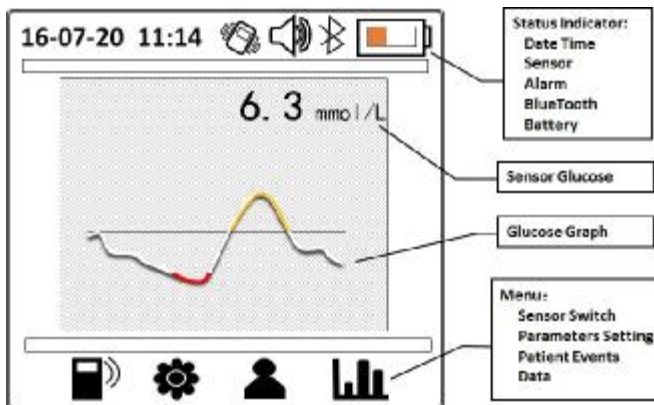 16-07-20 11:14
6.3 mmol/L
Status Indicator:
Date Time
Sensor
Alarm
BlueTooth
Battery
Sensor Glucose
Glucose Graph
Menu:
Sensor Switch
Parameters Setting
Patient Events
Data